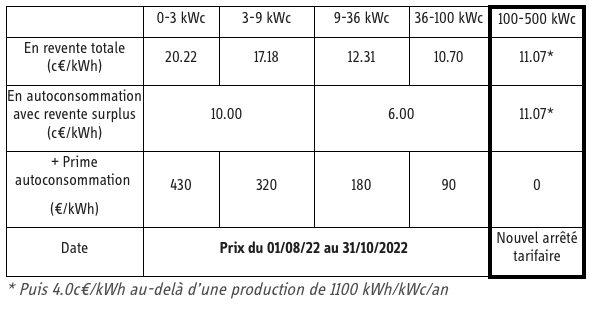 0-3 kWc 3-9 kWc 9-36 kWc 36-100 kWc 100-500 kWc
En revente totale
(c€/kWh)
20.22 17.18 12.31 10.70 11.07*
En autoconsommation
avec revente surplus
(c€/kWh)
10.00 6.00 11.07*
+ Prime
autoconsommation
(€/kWh)
430 320 180 90 0
Date
Prix du 01/08/22 au 31/10/2022
Nouvel arrêté
tarifaire
* Puis 4.0c€/kWh au-delà d'une production de 1100 kWh/kWc/an